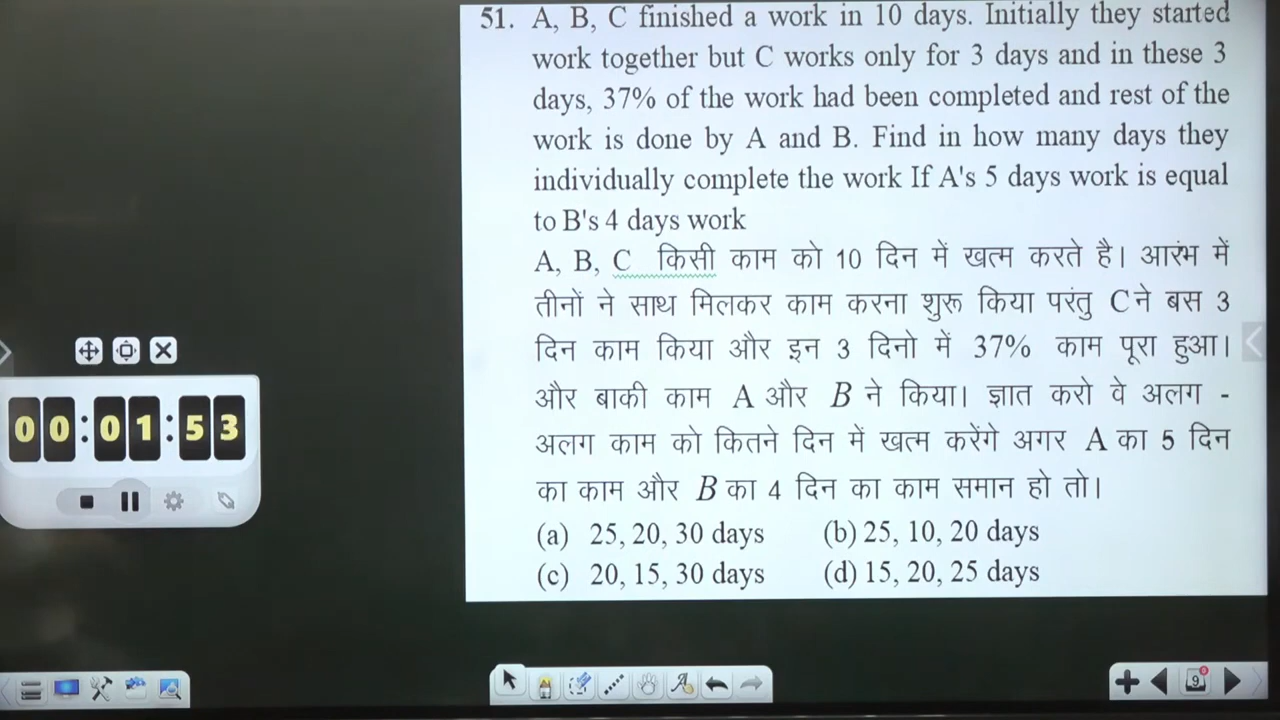 51. A, B, C finished a work in 10 days. Initially they started
work together but C works only for 3 days and in these 3
days, 37% of the work had been completed and rest of the
work is done by A and B. Find in how many days they
individually complete the work If A's 5 days work is equal
to B's 4 days work
A, B, C किसी काम को 10 दिन में खत्म करते है। आरंभ में
तीनों ने साथ मिलकर काम करना शुरू किया परंतु C ने बस 3
दिन काम किया और इन 3 दिनो में 37% काम पूरा हुआ।
और बाकी काम A और B ने किया। ज्ञात करो वे अलग -
अलग काम को कितने दिन में खत्म करेंगे अगर A का 5 दिन
का काम और B का 4 दिन का काम समान हो तो।
(a) 25, 20, 30 days (b) 25, 10, 20 days
(c) 20, 15, 30 days (d) 15, 20, 25 days
00:01:53
9